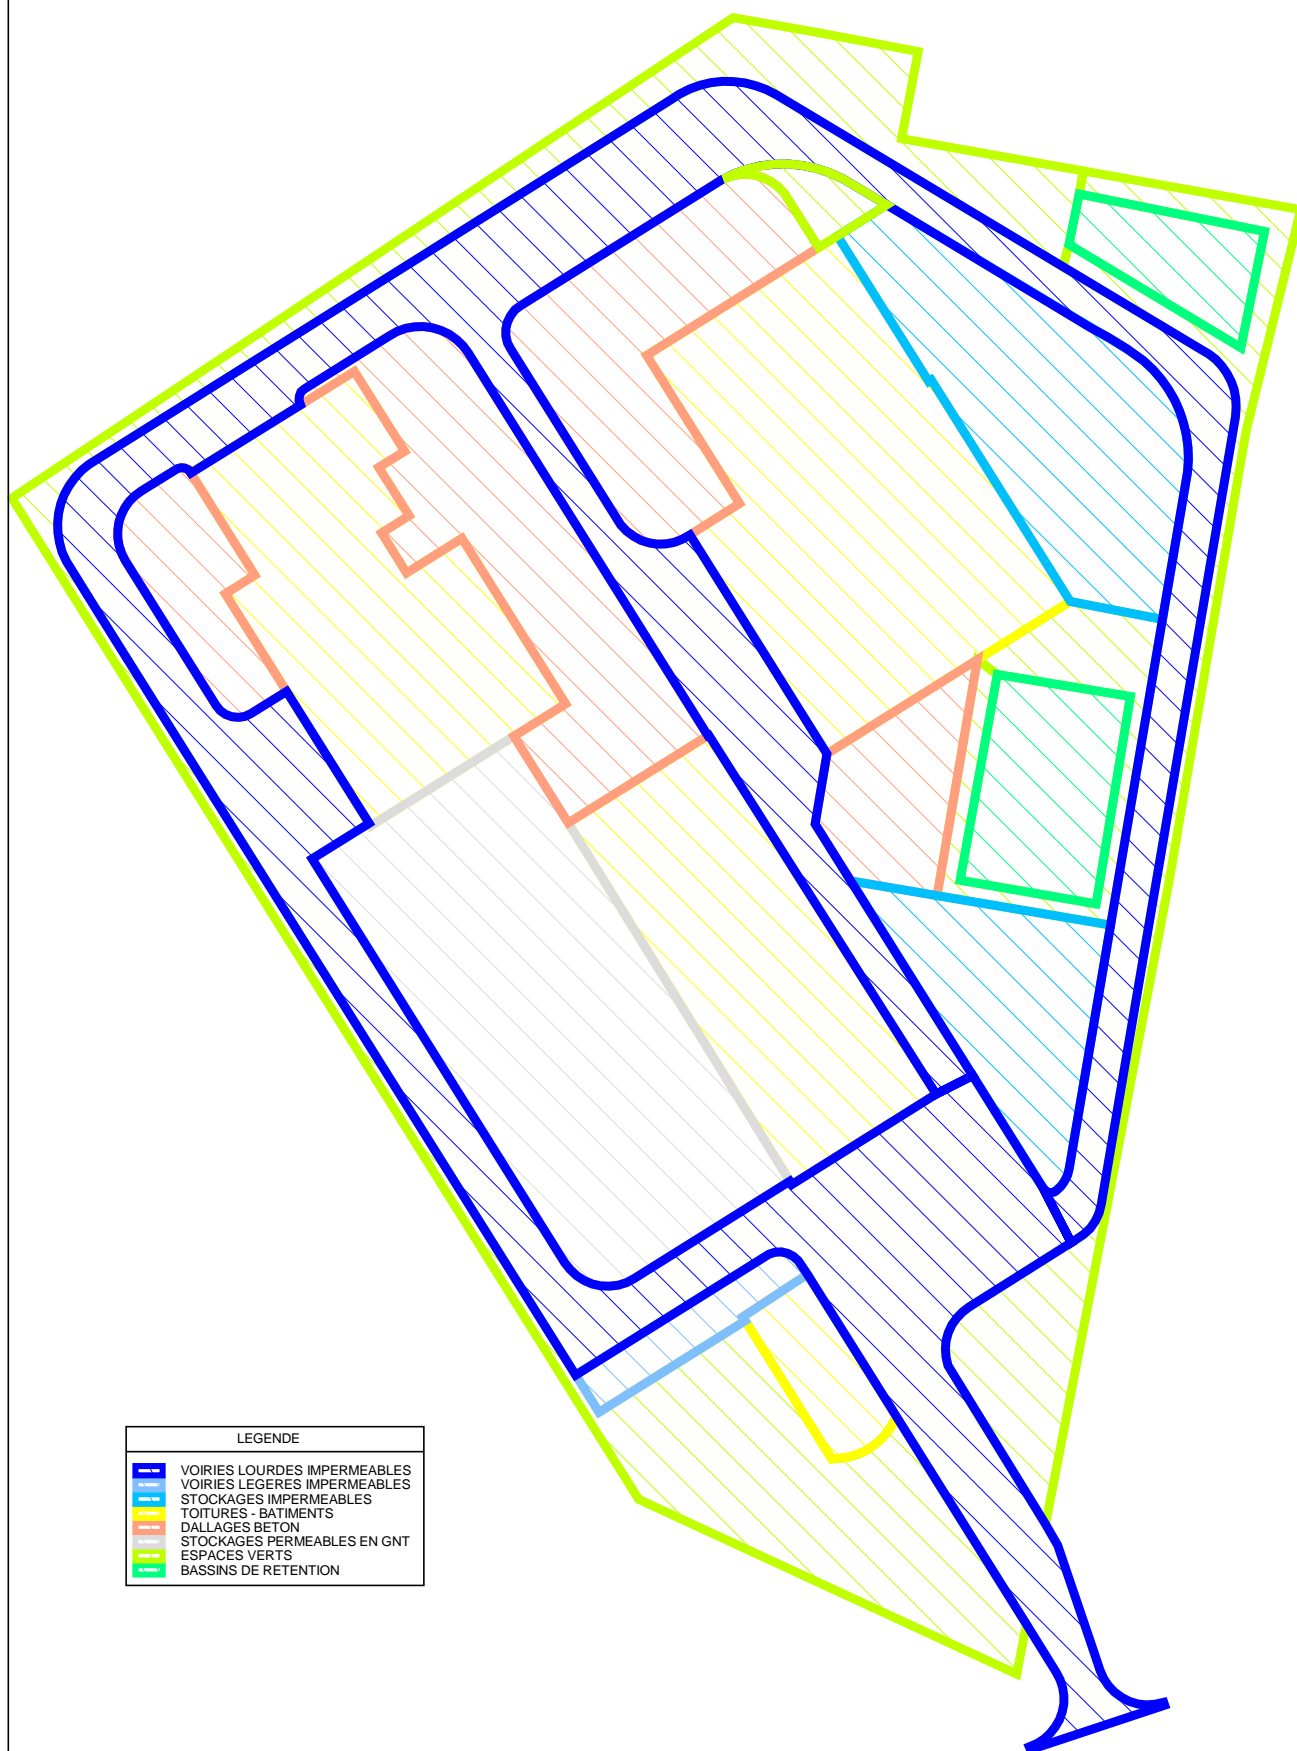 LEGENDE
VOIRIES LOURDES IMPERMEABLES
VOIRIES LEGERES IMPERMEABLES
STOCKAGES IMPERMEABLES
TOITURES - BATIMENTS
DALLAGES BETON
STOCKAGES PERMEABLES EN GNT
ESPACES VERTS
BASSINS DE RETENTION